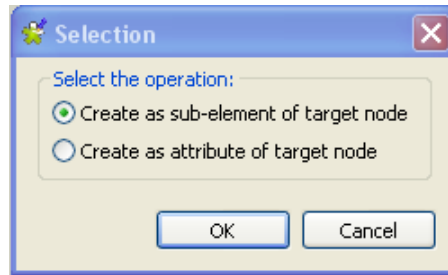 Selection
Select the operation:
Create as sub-element of target node
Create as attribute of target node
OK Cancel